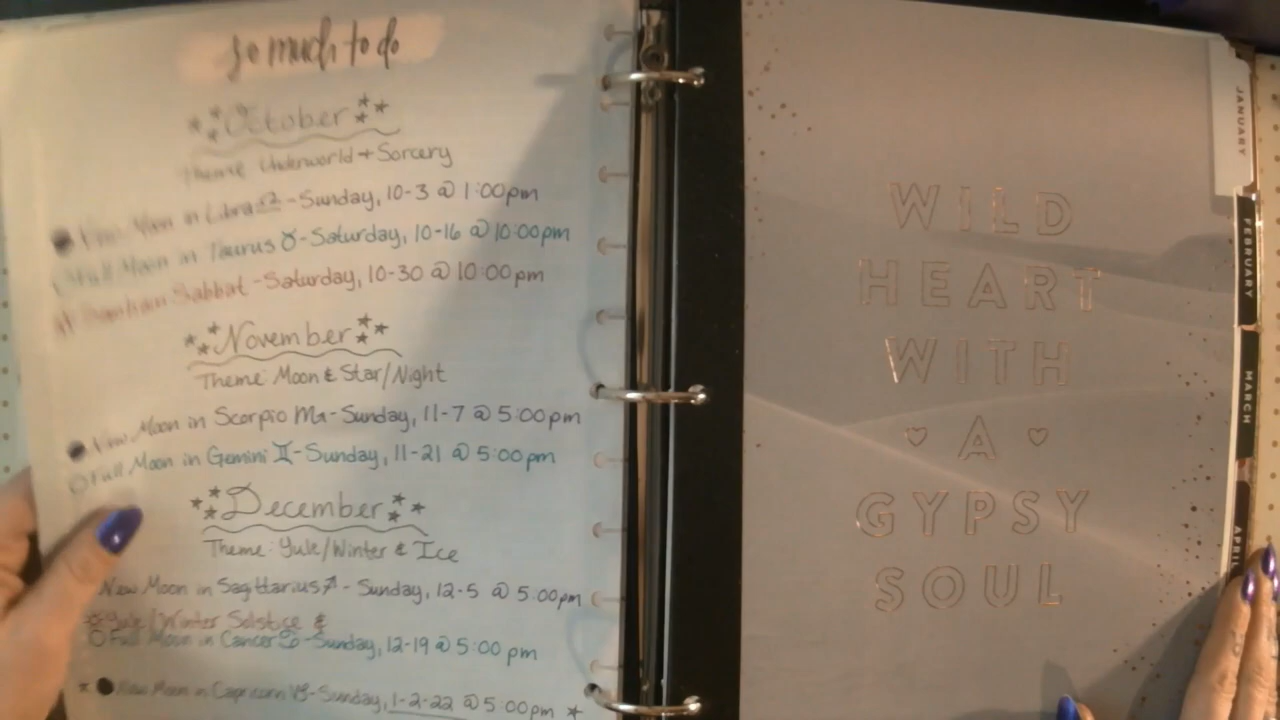 so much to do
October
Theme Underworld + Sorcery
New Moon in Libra ♎ - Sunday, 10-3 @ 1:00pm
Full Moon in Taurus ♉ - Saturday, 10-16 @ 10:00pm
Samhain Sabbat - Saturday, 10-30 @ 10:00pm
November
Theme: Moon & Star/Night
New Moon in Scorpio ♏ - Sunday, 11-7 @ 5:00pm
Full Moon in Gemini ♊ - Sunday, 11-21 @ 5:00pm
December
Theme: Yule/Winter & Ice
New Moon in Sagittarius ♐ - Sunday, 12-5 @ 5:00pm
Yule/Winter Solstice &
Full Moon in Cancer ♋ - Sunday, 12-19 @ 5:00 pm
New Moon in Capricorn ♑ - Sunday, 1-2-22 @ 5:00pm
WILD
HEART
WITH
A
GYPSY
SOUL
JANUARY
FEBRUARY
MARCH
APRIL